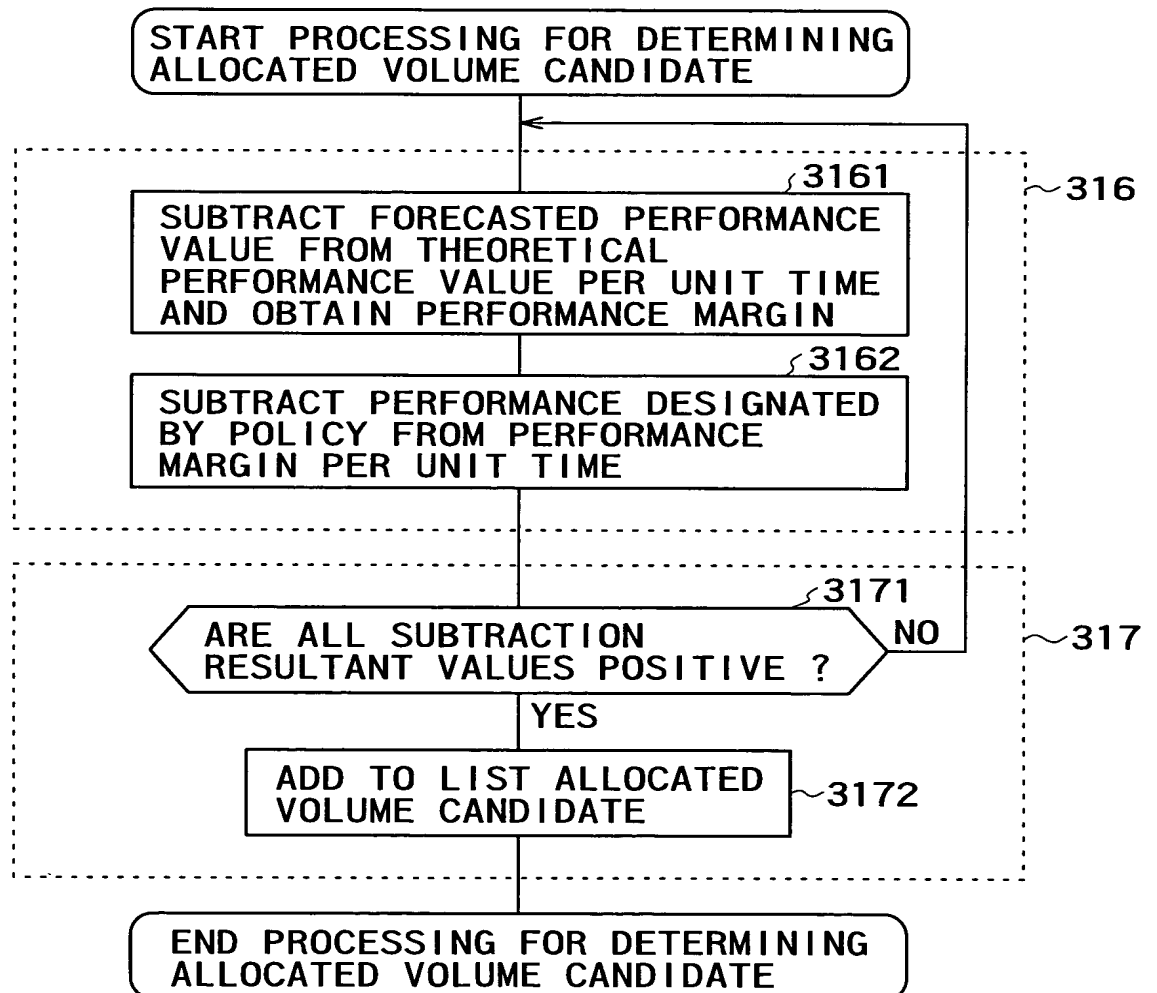 START PROCESSING FOR DETERMINING
ALLOCATED VOLUME CANDIDATE
3161
316
SUBTRACT FORECASTED PERFORMANCE
VALUE FROM THEORETICAL
PERFORMANCE VALUE PER UNIT TIME
AND OBTAIN PERFORMANCE MARGIN
3162
SUBTRACT PERFORMANCE DESIGNATED
BY POLICY FROM PERFORMANCE
MARGIN PER UNIT TIME
3171
ARE ALL SUBTRACTION
RESULTANT VALUES POSITIVE ?
NO
317
YES
ADD TO LIST ALLOCATED
VOLUME CANDIDATE
3172
END PROCESSING FOR DETERMINING
ALLOCATED VOLUME CANDIDATE